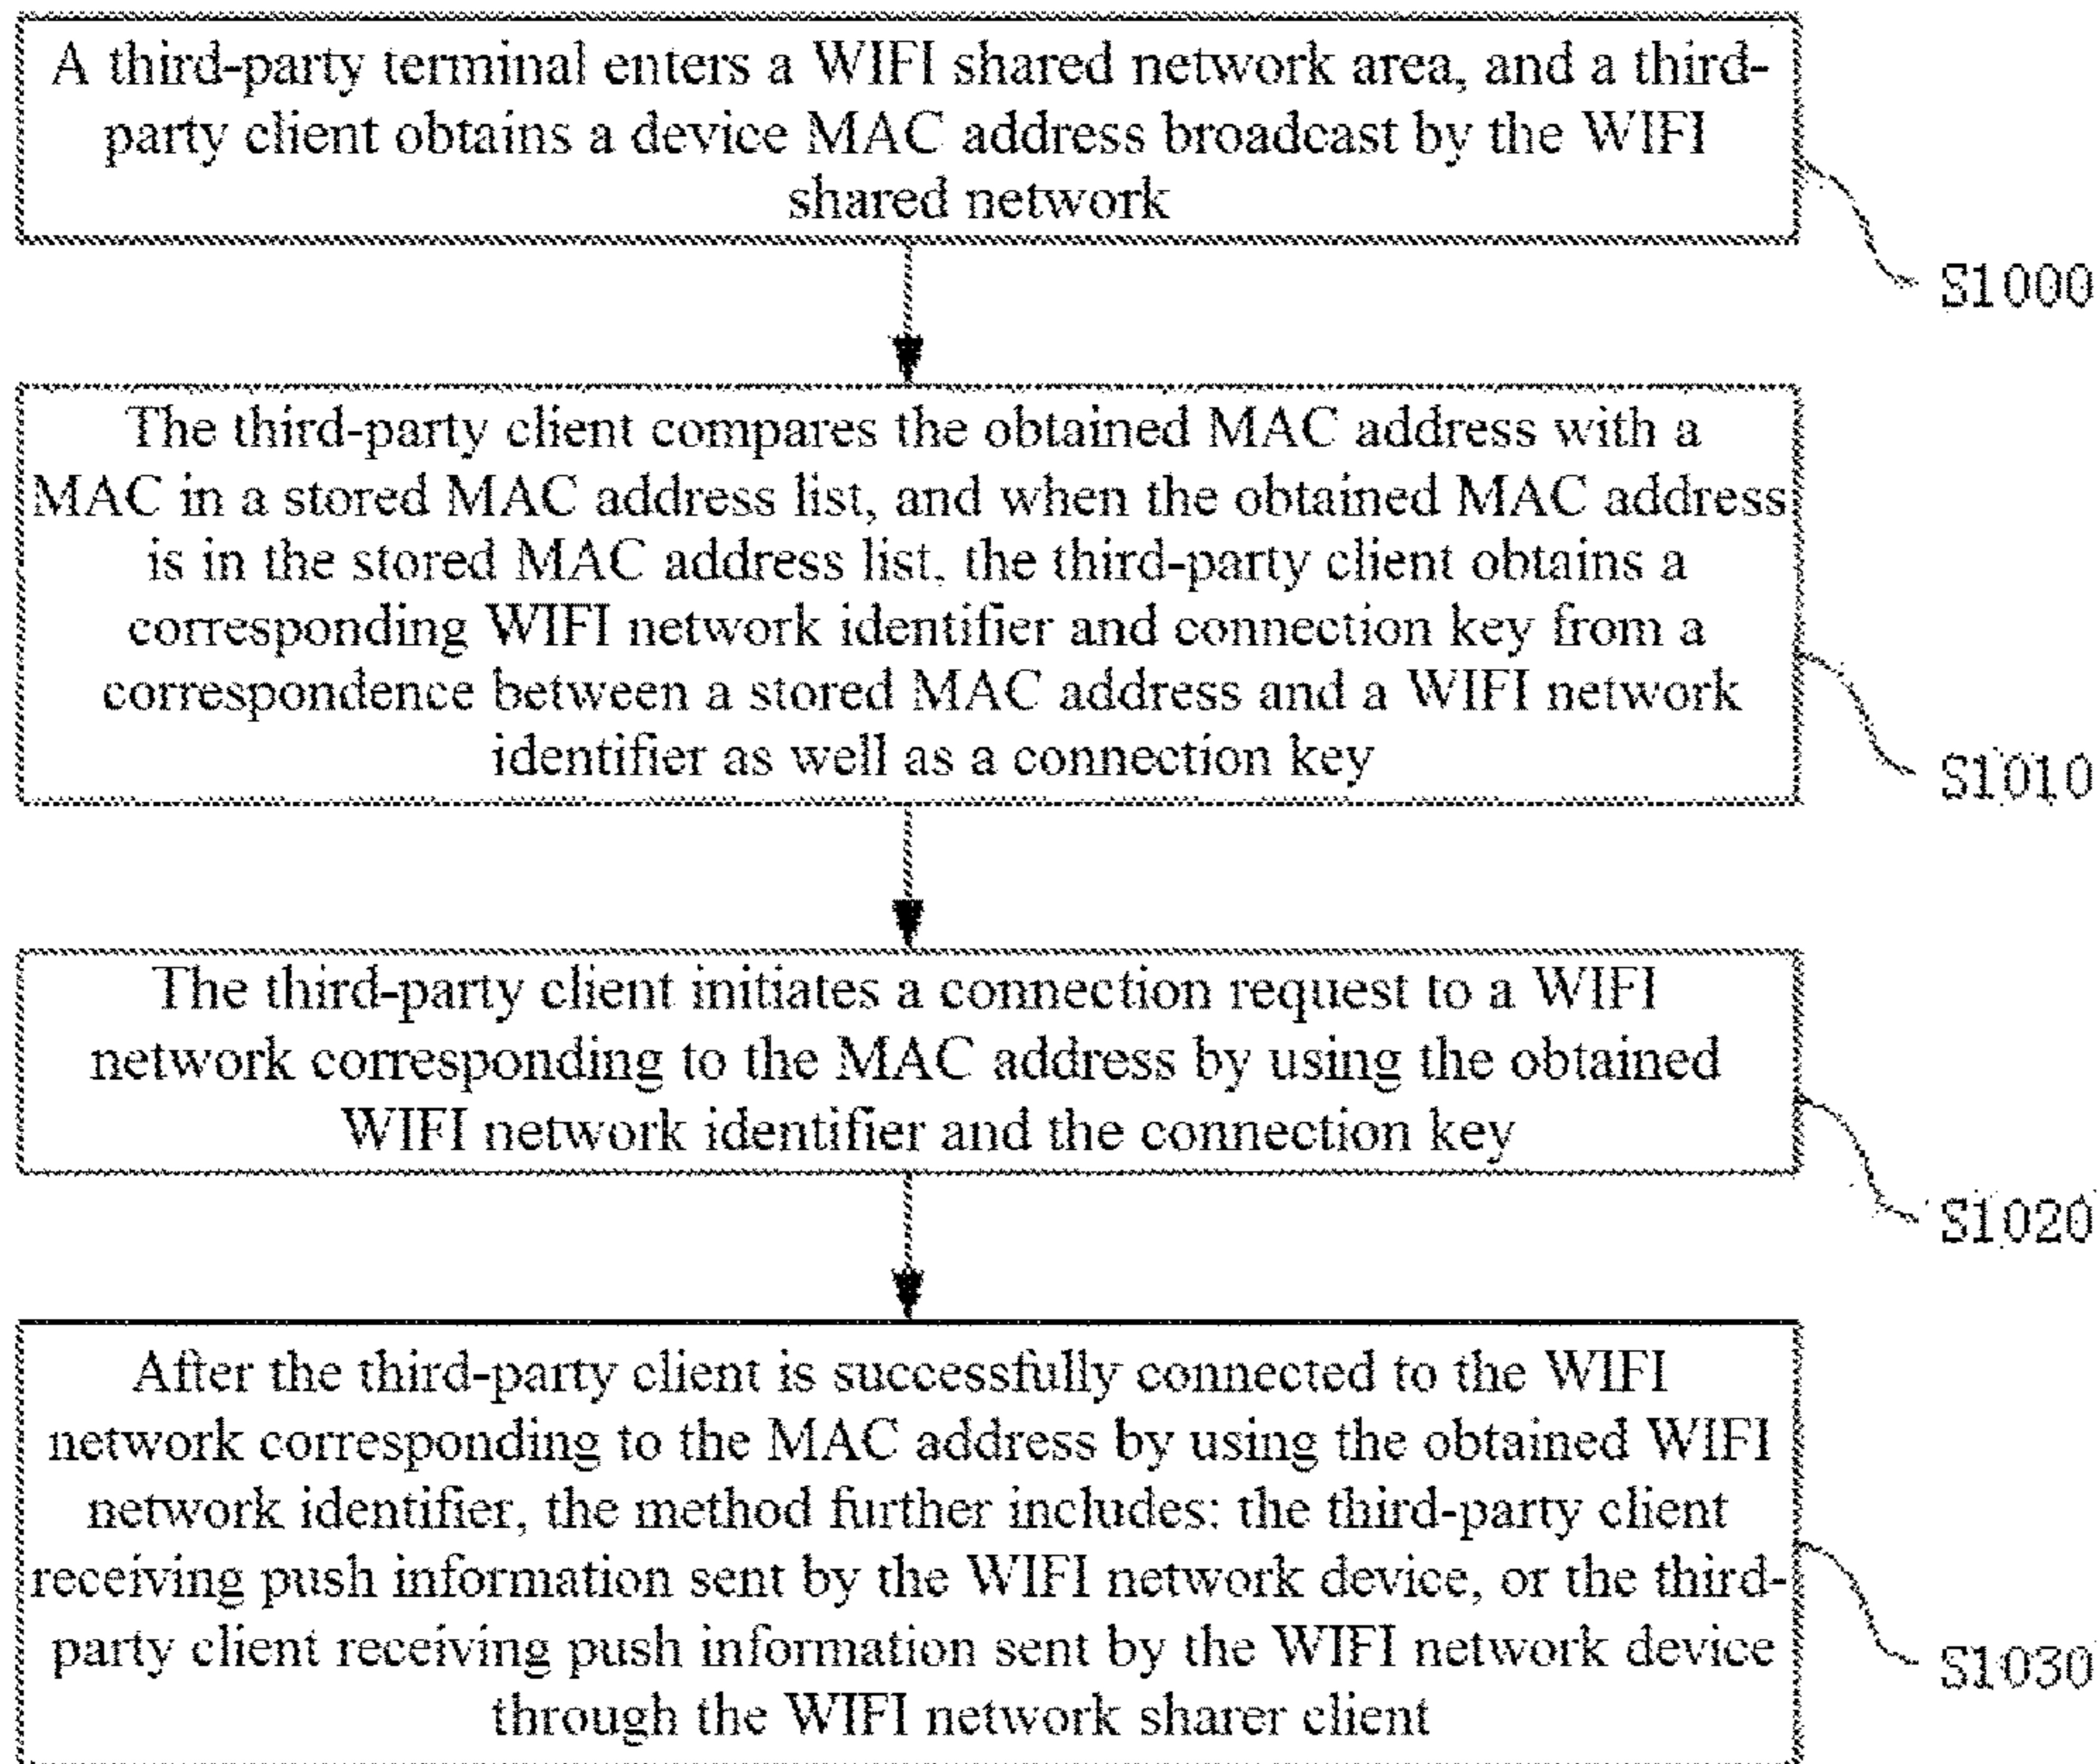 A third-party terminal enters a WIFI shared network area, and a third-
party client obtains a device MAC address broadcast by the WIFI
shared network
S1000
The third-party client compares the obtained MAC address with a
MAC in a stored MAC address list, and when the obtained MAC address
is in the stored MAC address list, the third-party client obtains a
corresponding WIFI network identifier and connection key from a
correspondence between a stored MAC address and a WIFI network
identifier as well as a connection key
S1010
The third-party client initiates a connection request to a WIFI
network corresponding to the MAC address by using the obtained
WIFI network identifier and the connection key
S1020
After the third-party client is successfully connected to the WIFI
network corresponding to the MAC address by using the obtained WIFI
network identifier, the method further includes: the third-party client
receiving push information sent by the WIFI network device, or the third-
party client receiving push information sent by the WIFI network device
through the WIFI network sharer client
S1030